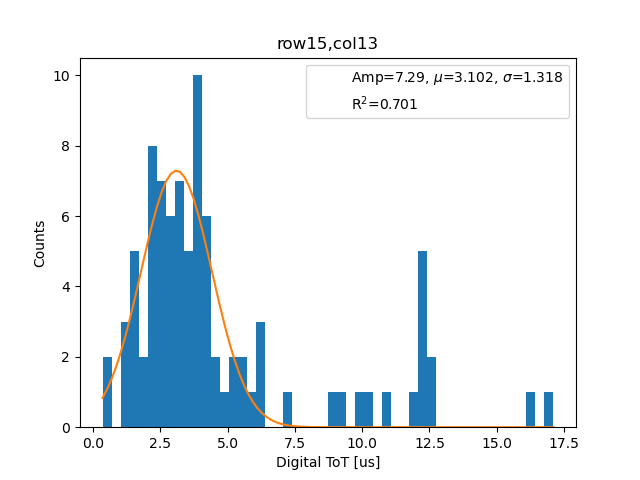 row15,col13
Amp=7.29, μ=3.102, σ=1.318
R²=0.701
10
8
6
4
2
0
Counts
0.0 2.5 5.0 7.5 10.0 12.5 15.0 17.5
Digital ToT [us]